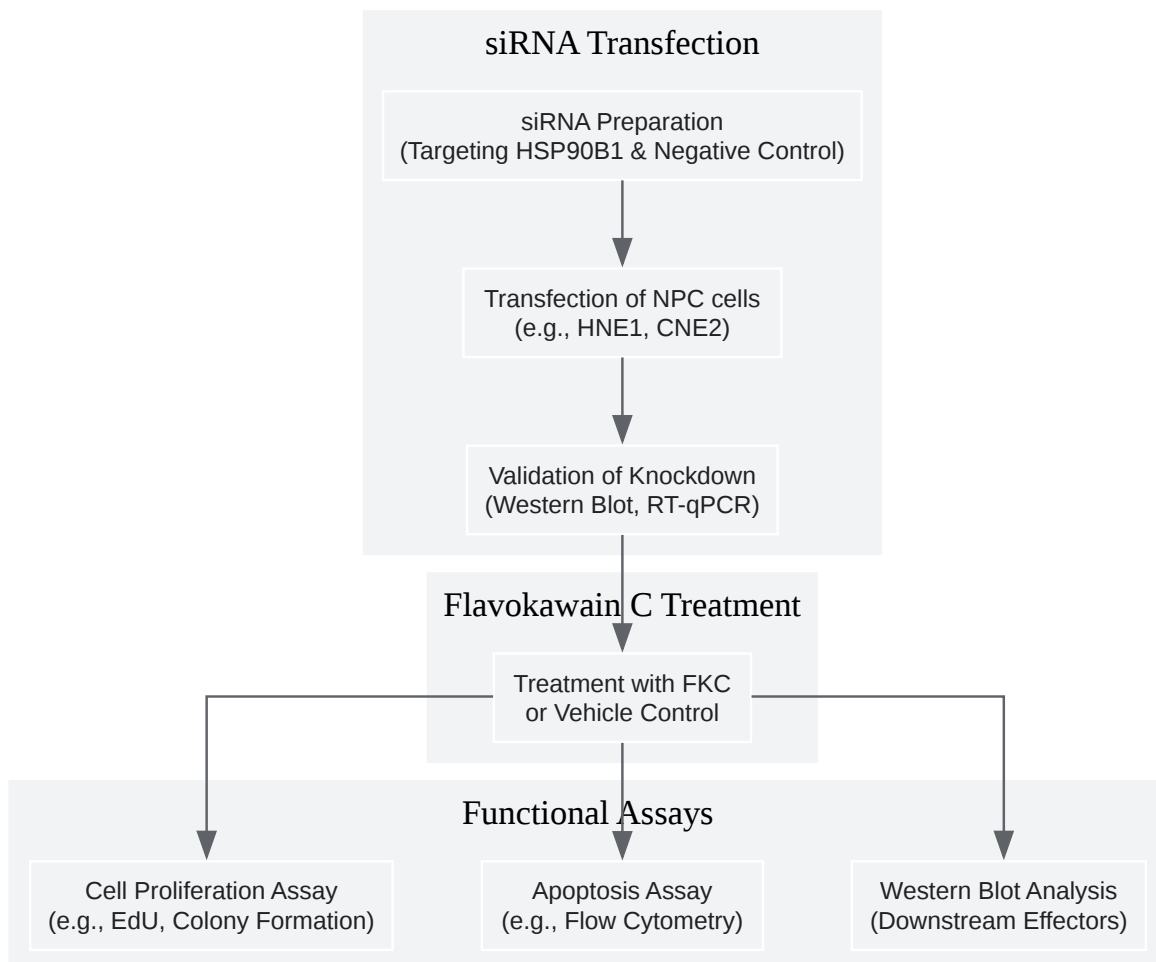 siRNA Transfection
siRNA Preparation
(Targeting HSP90B1 & Negative Control)
Transfection of NPC cells
(e.g., HNE1, CNE2)
Validation of Knockdown
(Western Blot, RT-qPCR)
Flavokawain C Treatment
Treatment with FKC
or Vehicle Control
Functional Assays
Cell Proliferation Assay
(e.g., EdU, Colony Formation)
Apoptosis Assay
(e.g., Flow Cytometry)
Western Blot Analysis
(Downstream Effectors)